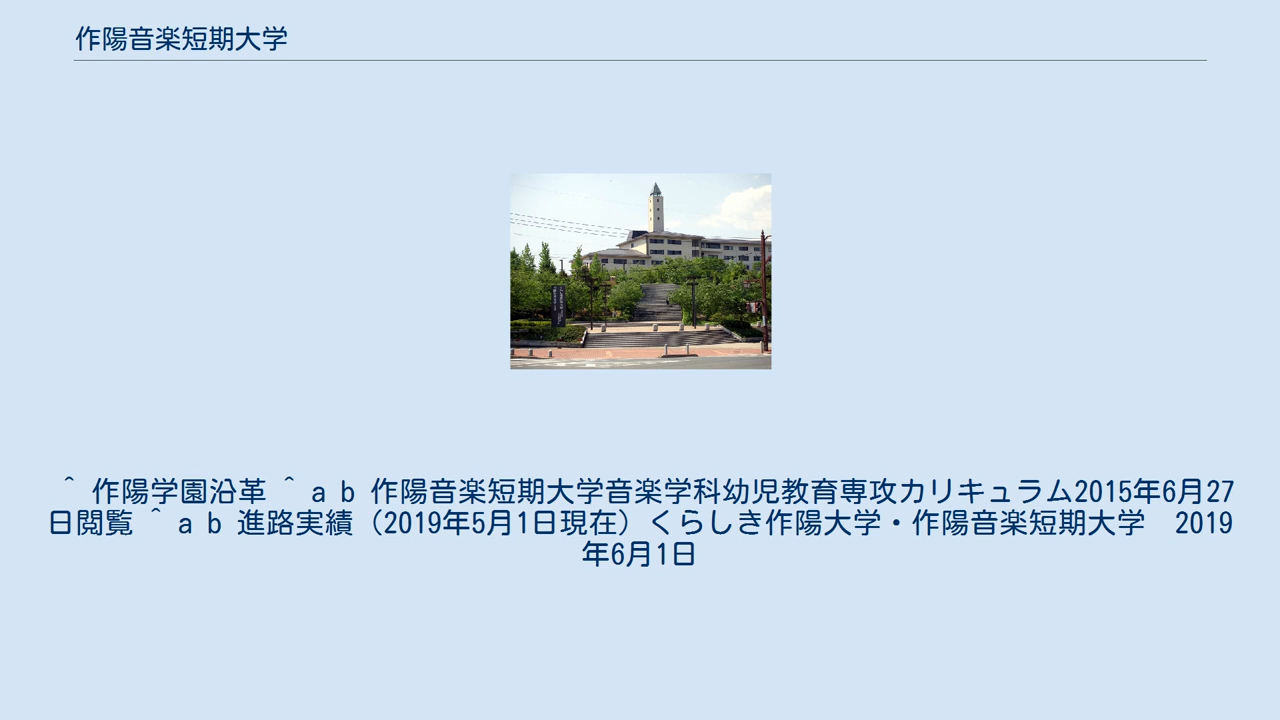 作陽音楽短期大学
^ 作陽学園沿革 ^ a b 作陽音楽短期大学音楽学科幼児教育専攻カリキュラム2015年6月27
日閲覧 ^ a b 進路実績（2019年5月1日現在）くらしき作陽大学・作陽音楽短期大学　2019
年6月1日